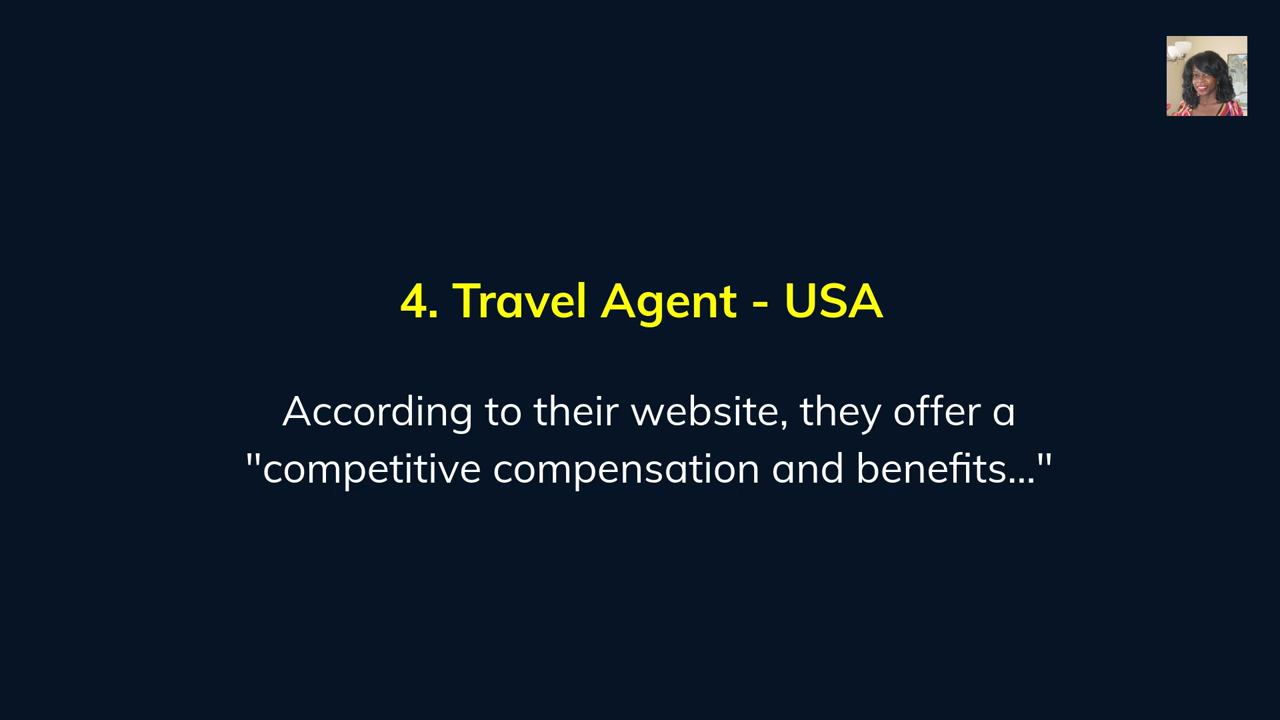 4. Travel Agent - USA
According to their website, they offer a
"competitive compensation and benefits..."